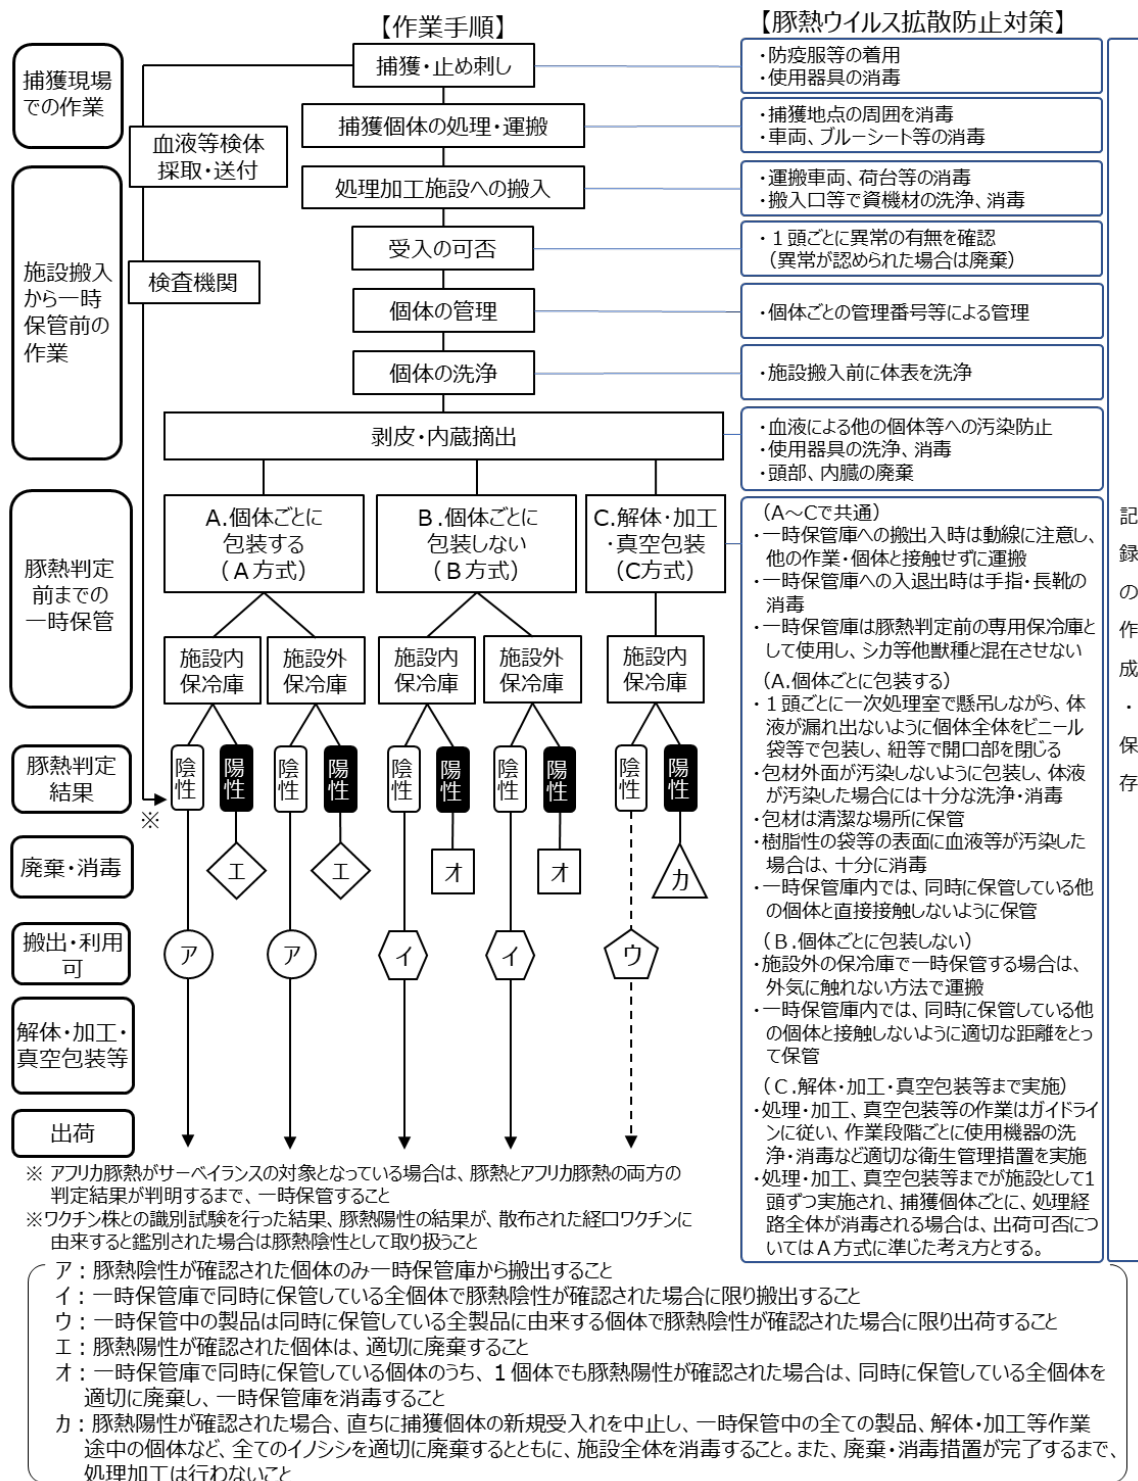 【作業手順】
【豚熱ウイルス拡散防止対策】
捕獲現場
での作業
捕獲・止め刺し
・防疫服等の着用
・使用器具の消毒
血液等検体
採取・送付
捕獲個体の処理・運搬
・捕獲地点の周囲を消毒
・車両、ブルーシート等の消毒
施設搬入
から一時
保管前の
作業
処理加工施設への搬入
・運搬車両、荷台等の消毒
・搬入口等で資機材の洗浄、消毒
検査機関
受入の可否
・１頭ごとに異常の有無を確認
（異常が認められた場合は廃棄）
個体の管理
・個体ごとの管理番号等による管理
個体の洗浄
・施設搬入前に体表を洗浄
剥皮・内蔵摘出
・血液による他の個体等への汚染防止
・使用器具の洗浄、消毒
・頭部、内臓の廃棄
豚熱判定
前までの
一時保管
A.個体ごとに
包装する
（A方式）
B.個体ごとに
包装しない
（B方式）
C.解体・加工
・真空包装
（C方式）
施設内
保冷庫
施設外
保冷庫
施設内
保冷庫
施設外
保冷庫
施設内
保冷庫
（A～Cで共通）
・一時保管庫への搬出入時は動線に注意し、
他の作業・個体と接触せずに運搬
・一時保管庫への入退出時は手指・長靴の
消毒
・一時保管庫は豚熱判定前の専用保冷庫と
して使用し、シカ等他獣種と混在させない
（A.個体ごとに包装する）
・１頭ごとに一次処理室で懸吊しながら、体
液が漏れ出ないように個体全体をビニール
袋等で包装し、紐等で開口部を閉じる
・包材外面が汚染しないように包装し、体液
が汚染した場合には十分な洗浄・消毒
・包材は清潔な場所に保管
・樹脂性の袋等の表面に血液等が汚染した
場合は、十分に消毒
・一時保管庫内では、同時に保管している他
の個体と直接接触しないように保管
（B.個体ごとに包装しない）
・施設外の保冷庫で一時保管する場合は、
外気に触れない方法で運搬
・一時保管庫内では、同時に保管している他
の個体と接触しないように適切な距離をとっ
て保管
（C.解体・加工・真空包装等まで実施）
・処理・加工、真空包装等の作業はガイドライ
ンに従い、作業段階ごとに使用機器の洗
浄・消毒など適切な衛生管理措置を実施
・処理・加工、真空包装等までが施設として1
頭ずつ実施され、捕獲個体ごとに、処理経
路全体が消毒される場合は、出荷可否につ
いてはA方式に準じた考え方とする。
記録の作成・保存
豚熱判定
結果
※
陰性
陽性
陰性
陽性
陰性
陽性
陰性
陽性
陰性
陽性
廃棄・消毒
エ
エ
オ
オ
カ
搬出・利用
可
ア
ア
イ
イ
ウ
解体・加工・
真空包装等
出荷
※ アフリカ豚熱がサーベイランスの対象となっている場合は、豚熱とアフリカ豚熱の両方の
判定結果が判明するまで、一時保管すること
※ワクチン株との識別試験を行った結果、豚熱陽性の結果が、散布された経口ワクチンに
由来すると鑑別された場合は豚熱陰性として取り扱うこと
ア：豚熱陰性が確認された個体のみ一時保管庫から搬出すること
イ：一時保管庫で同時に保管している全個体で豚熱陰性が確認された場合に限り搬出すること
ウ：一時保管中の製品は同時に保管している全製品に由来する個体で豚熱陰性が確認された場合に限り出荷すること
エ：豚熱陽性が確認された個体は、適切に廃棄すること
オ：一時保管庫で同時に保管している個体のうち、1個体でも豚熱陽性が確認された場合は、同時に保管している全個体を
適切に廃棄し、一時保管庫を消毒すること
カ：豚熱陽性が確認された場合、直ちに捕獲個体の新規受入れを中止し、一時保管中の全ての製品、解体・加工等作業
途中の個体など、全てのイノシシを適切に廃棄するとともに、施設全体を消毒すること。また、廃棄・消毒措置が完了するまで、
処理加工は行わないこと